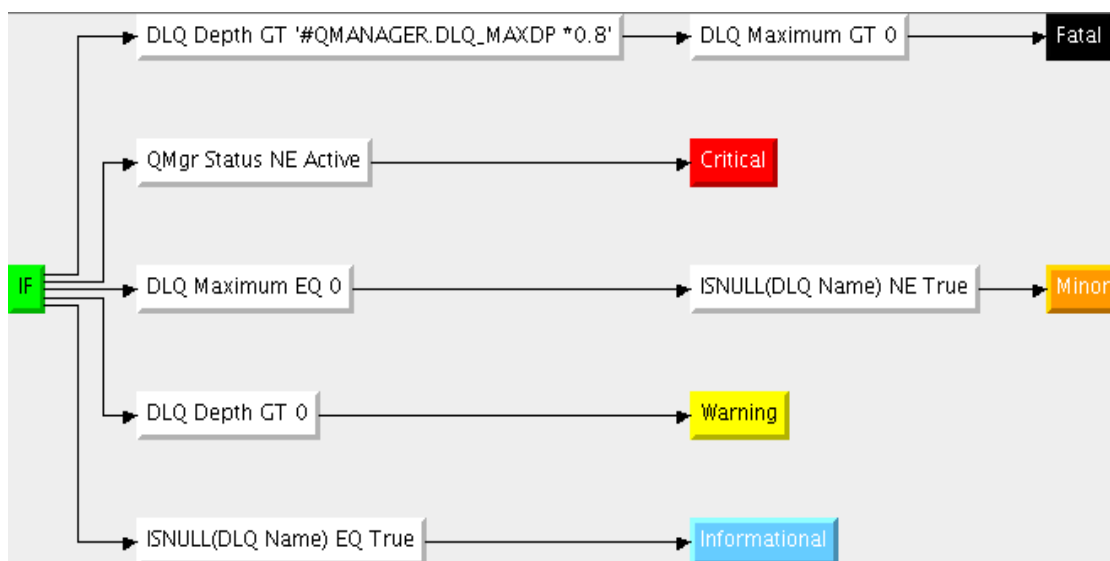 DLQ Depth GT '#QMANAGER.DLQ_MAXDP *0.8'
DLQ Maximum GT 0
Fatal
QMgr Status NE Active
Critical
IF
DLQ Maximum EQ 0
ISNULL(DLQ Name) NE True
Minor
DLQ Depth GT 0
Warning
ISNULL(DLQ Name) EQ True
Informational